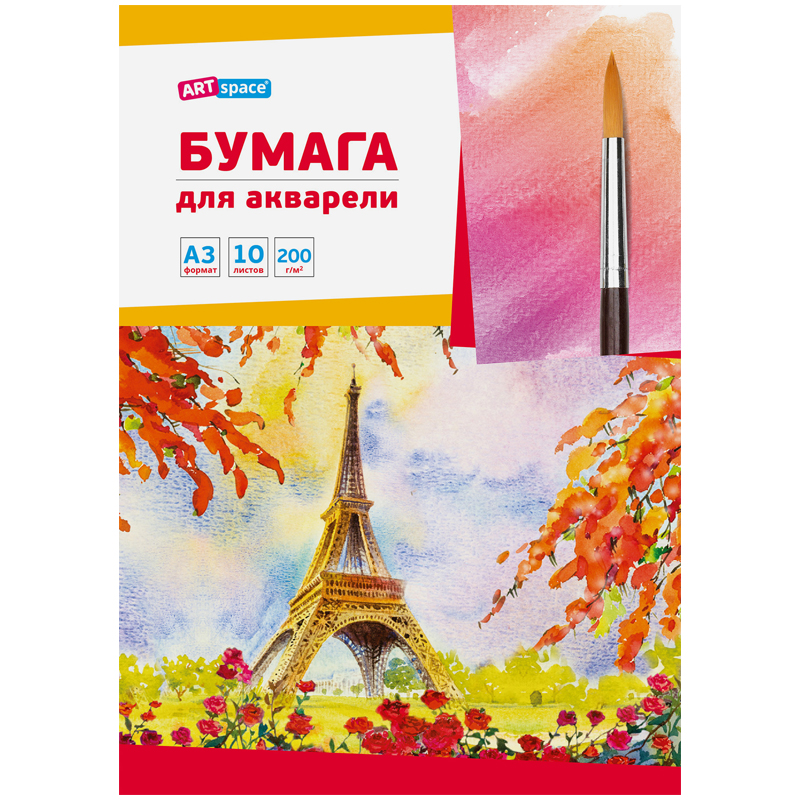 ARTspace®
БУМАГА
для акварели
А3 10 200
формат листов г/м²